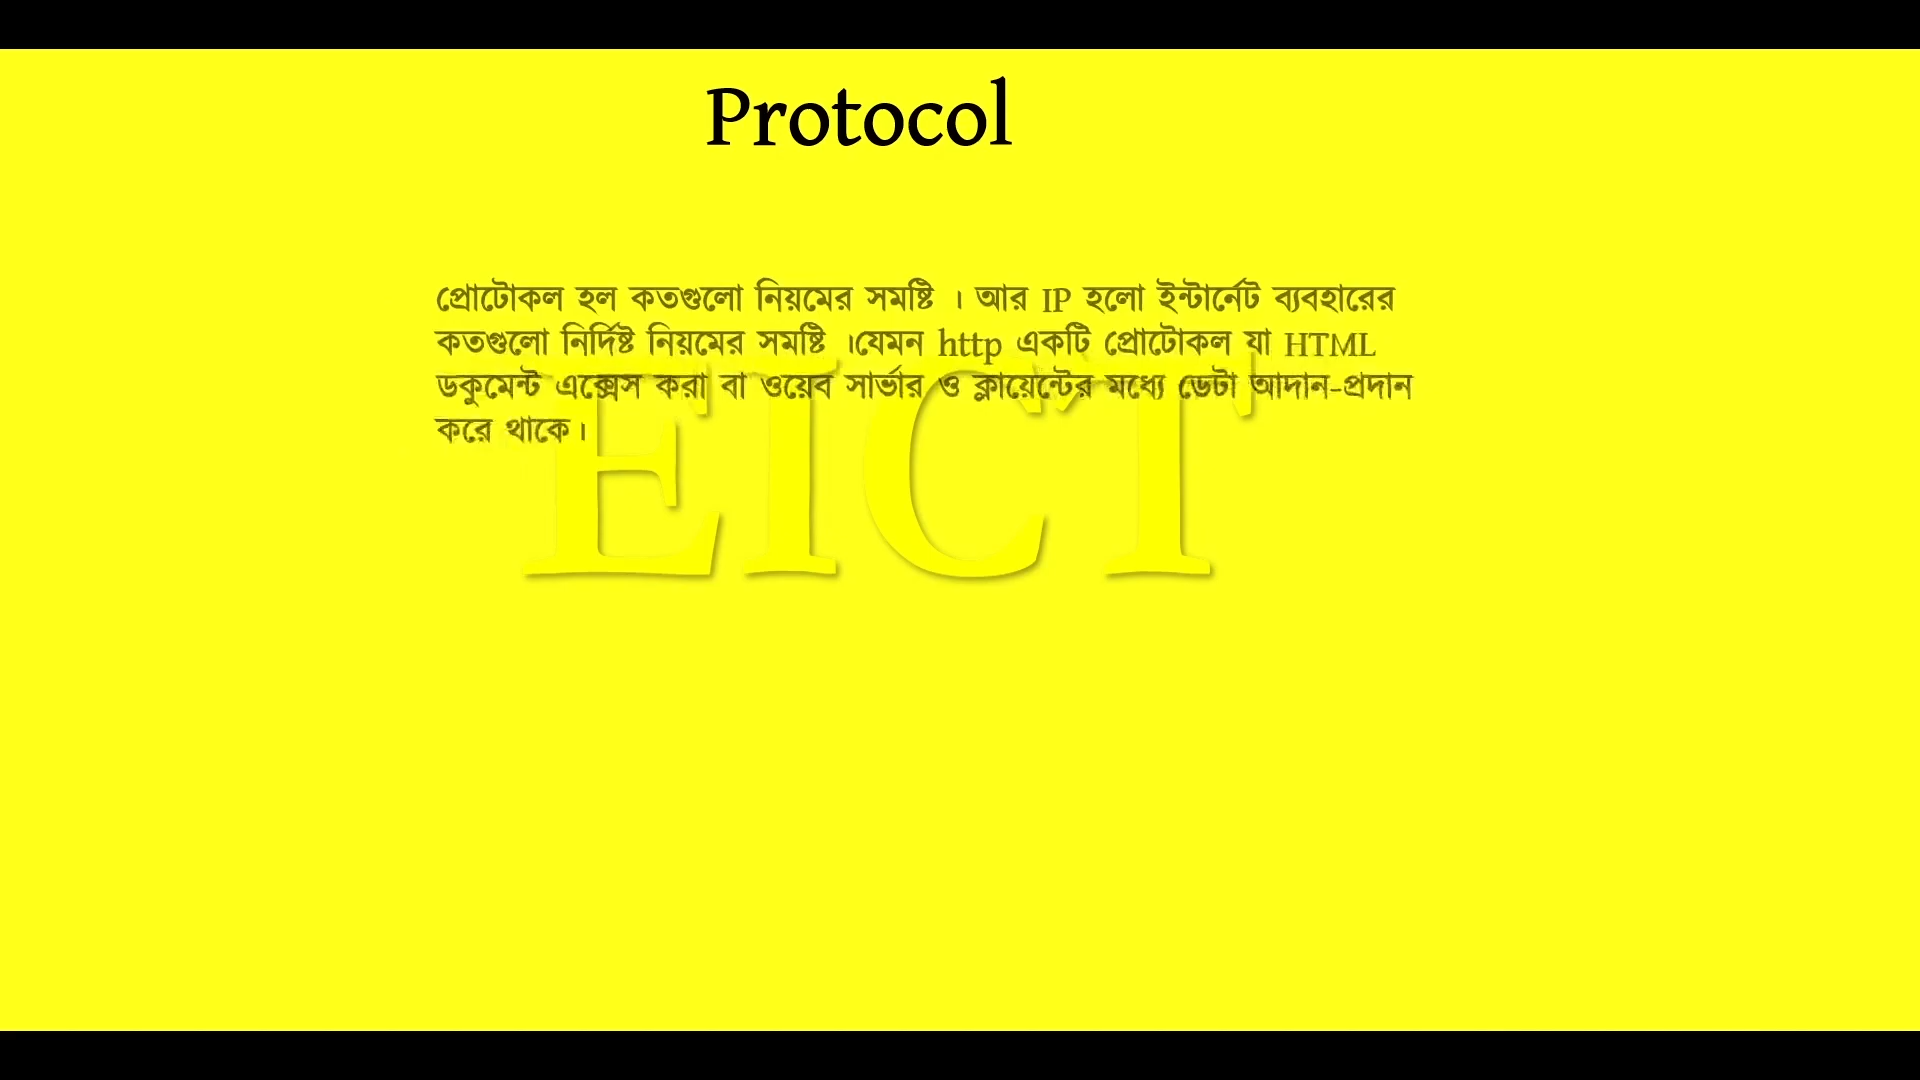 Protocol
প্রোটোকল হল কতগুলো নিয়মের সমষ্টি । আর IP হলো ইন্টার্নেট ব্যবহারের
কতগুলো নির্দিষ্ট নিয়মের সমষ্টি ।যেমন http একটি প্রোটোকল যা HTML
ডকুমেন্ট এক্সেস করা বা ওয়েব সার্ভার ও ক্লায়েন্টের মধ্যে ডেটা আদান-প্রদান
করে থাকে।
EICT